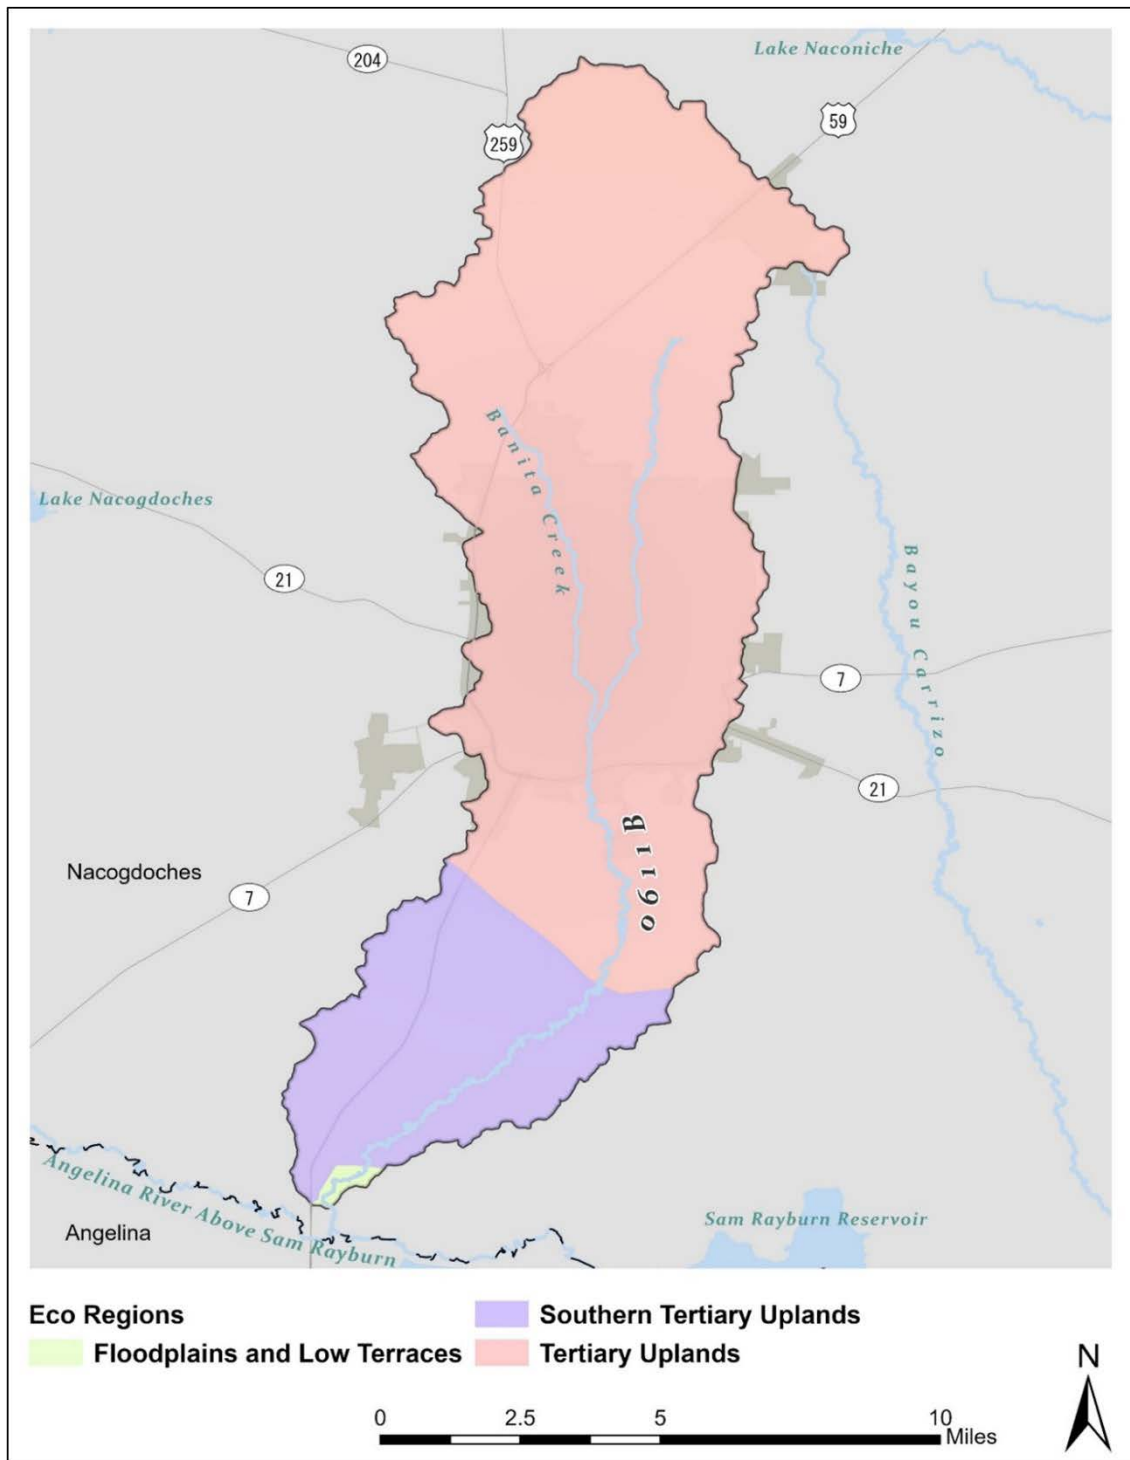 Lake Naconiche
204
59
259
Banita Creek
Lake Nacogdoches
21
Bayou Carrizo
7
21
B1190
Nacogdoches
7
Angelina River Above Sam Rayburn
Sam Rayburn Reservoir
Angelina
Eco Regions
Southern Tertiary Uplands
Floodplains and Low Terraces
Tertiary Uplands
N
0 2.5 5 10
Miles